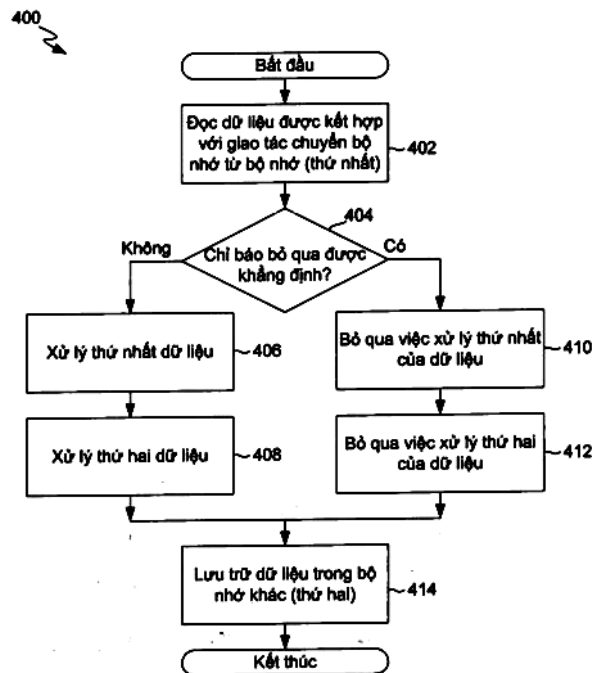 400
Bắt đầu
Đọc dữ liệu được kết hợp
với giao tác chuyển bộ
nhớ từ bộ nhớ (thứ nhất)
402
404
Không
Chỉ báo bỏ qua được
khẳng định?
Có
Xử lý thứ nhất dữ liệu
406
Bỏ qua việc xử lý thứ nhất
của dữ liệu
410
Xử lý thứ hai dữ liệu
408
Bỏ qua việc xử lý thứ hai
của dữ liệu
412
Lưu trữ dữ liệu trong bộ
nhớ khác (thứ hai)
414
Kết thúc